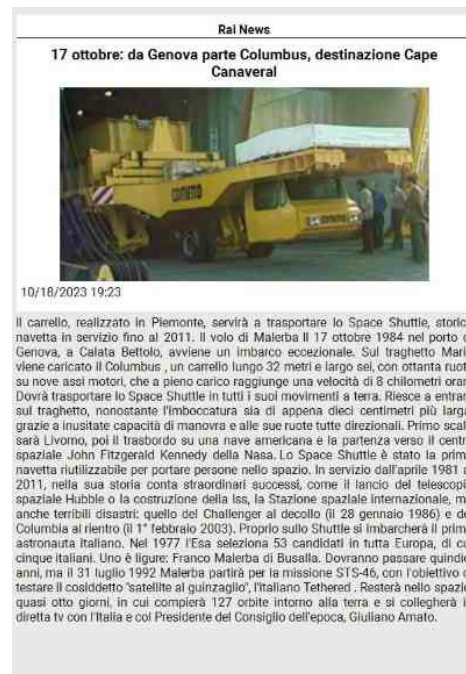 Rai News
17 ottobre: da Genova parte Columbus, destinazione Cape
Canaveral
10/18/2023 19:23
Il carrello, realizzato in Piemonte, servirà a trasportare lo Space Shuttle, storic
navetta in servizio fino al 2011. Il volo di Malerba Il 17 ottobre 1984 nel porto d
Genova, a Calata Bettolo, avviene un imbarco eccezionale. Sul traghetto Mari
viene caricato il Columbus , un carrello lungo 32 metri e largo sei, con ottanta ruot
su nove assi motori, che a pieno carico raggiunge una velocità di 8 chilometri orar
Dovrà trasportare lo Space Shuttle in tutti i suoi movimenti a terra. Riesce a entrar
sul traghetto, nonostante l'imboccatura sia di appena dieci centimetri più larga
grazie a inusitate capacità di manovra e alle sue ruote tutte direzionali. Primo scal
sarà Livorno, poi il trasbordo su una nave americana e la partenza verso il centr
spaziale John Fitzgerald Kennedy della Nasa. Lo Space Shuttle è stato la prim
navetta riutilizzabile per portare persone nello spazio. In servizio dall'aprile 1981 a
2011, nella sua storia conta straordinari successi, come il lancio del telescopi
spaziale Hubble o la costruzione della Iss, la Stazione spaziale internazionale, m
anche terribili disastri: quello del Challenger al decollo (il 28 gennaio 1986) e de
Columbia al rientro (il 1° febbraio 2003). Proprio sullo Shuttle si imbarcherà il prim
astronauta italiano. Nel 1977 l'Esa seleziona 53 candidati in tutta Europa, di cu
cinque italiani. Uno è ligure: Franco Malerba di Busalla. Dovranno passare quindic
anni, ma il 31 luglio 1992 Malerba partirà per la missione STS-46, con l'obiettivo d
testare il cosiddetto "satellite al guinzaglio", l'italiano Tethered . Resterà nello spazi
quasi otto giorni, in cui compierà 127 orbite intorno alla terra e si collegherà i
diretta tv con l'Italia e col Presidente del Consiglio dell'epoca, Giuliano Amato.